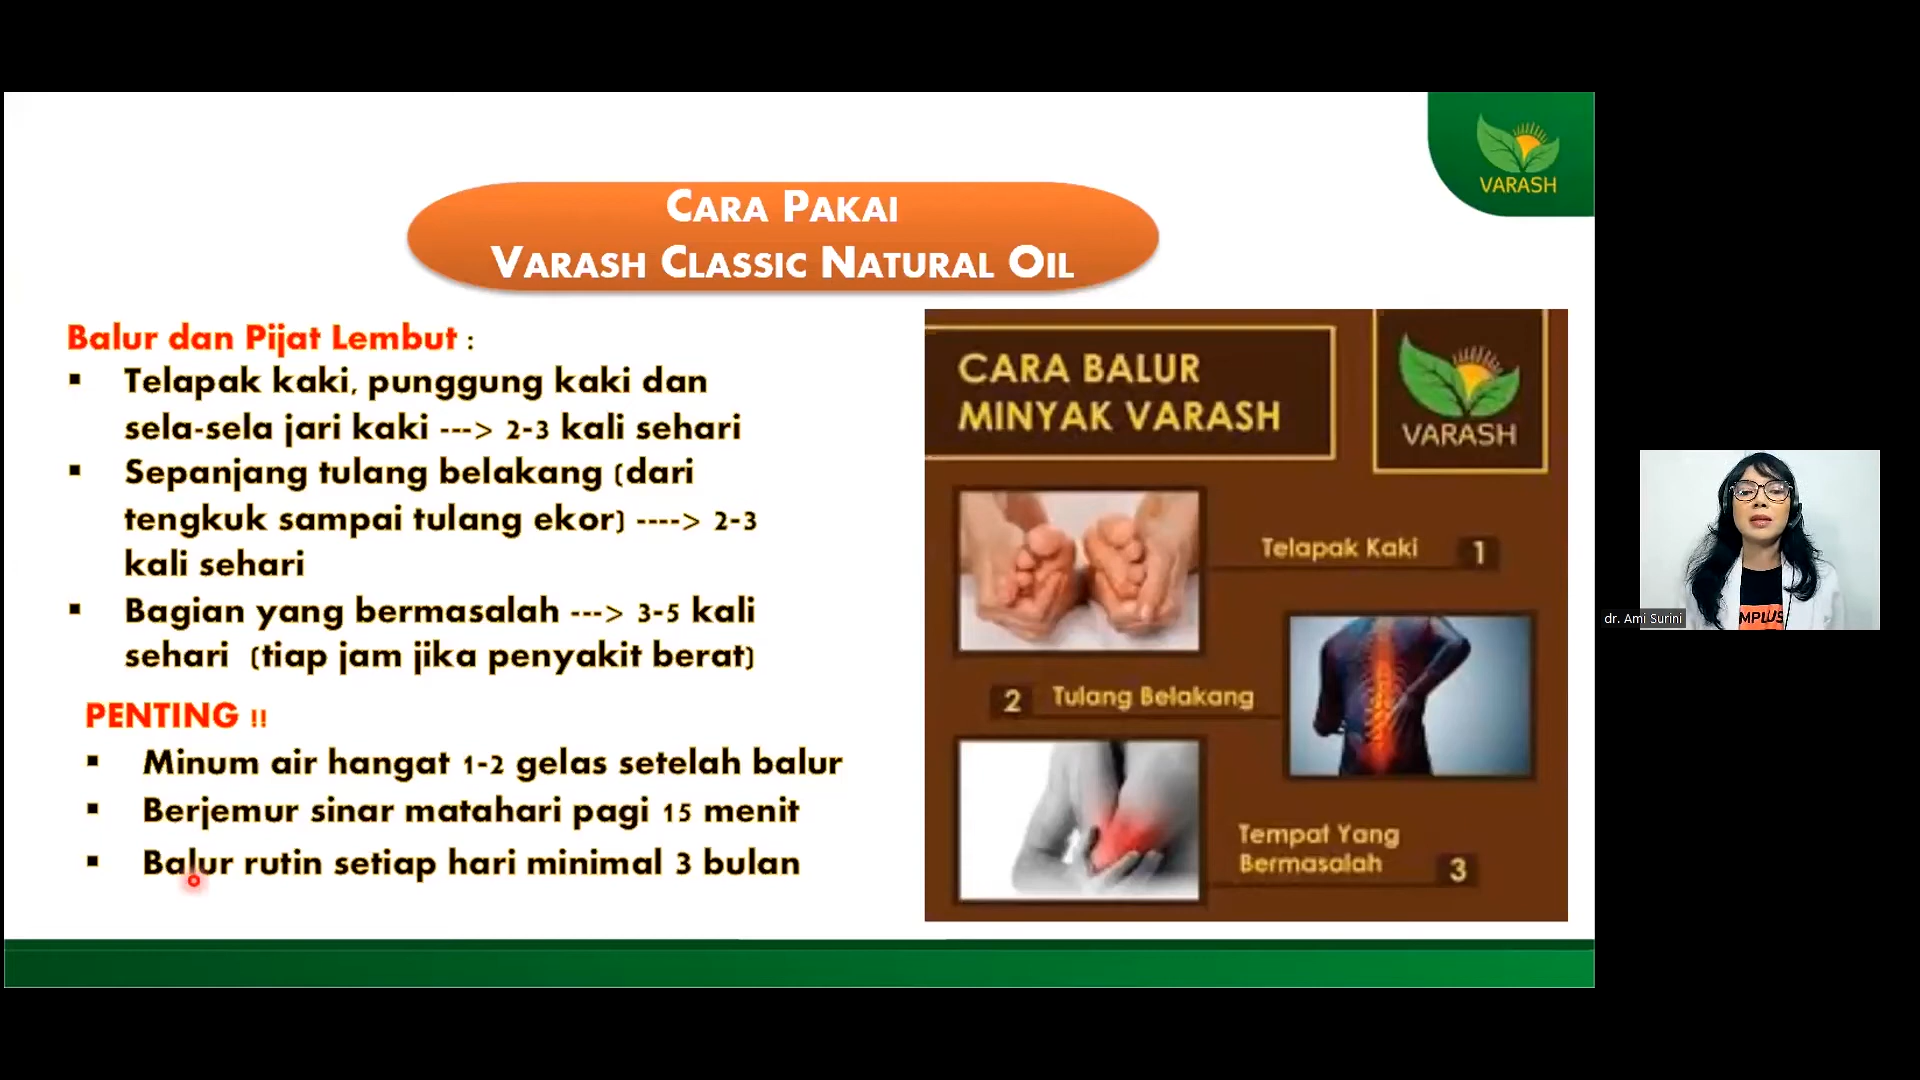 VARASH
CARA PAKAI
VARASH CLASSIC NATURAL OIL
Balur dan Pijat Lembut :
▪ Telapak kaki, punggung kaki dan
sela-sela jari kaki ---> 2-3 kali sehari
▪ Sepanjang tulang belakang (dari
tengkuk sampai tulang ekor) ----> 2-3
kali sehari
▪ Bagian yang bermasalah ---> 3-5 kali
sehari (tiap jam jika penyakit berat)
PENTING !!
▪ Minum air hangat 1-2 gelas setelah balur
▪ Berjemur sinar matahari pagi 15 menit
▪ Balur rutin setiap hari minimal 3 bulan
CARA BALUR
MINYAK VARASH
VARASH
Telapak Kaki 1
2 Tulang Belakang
Tempat Yang
Bermasalah 3
dr. Ami Surini
MPLUS